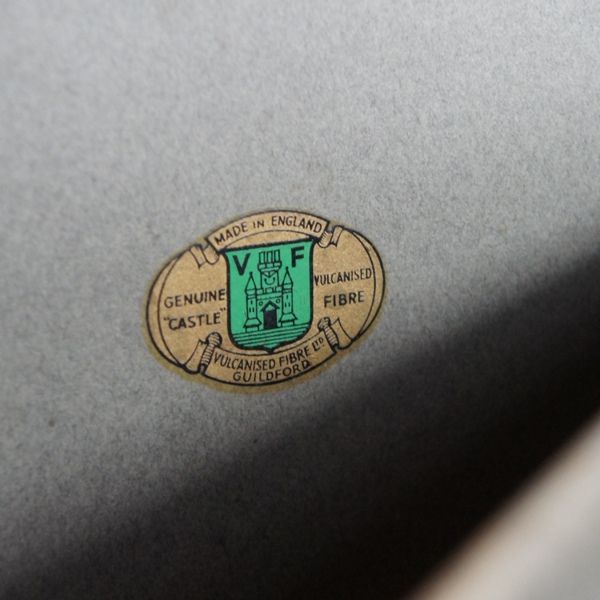 MADE IN ENGLAND
V F
GENUINE
"CASTLE"
VULCANISED
FIBRE
VULCANISED FIBRE LTD
GUILDFORD